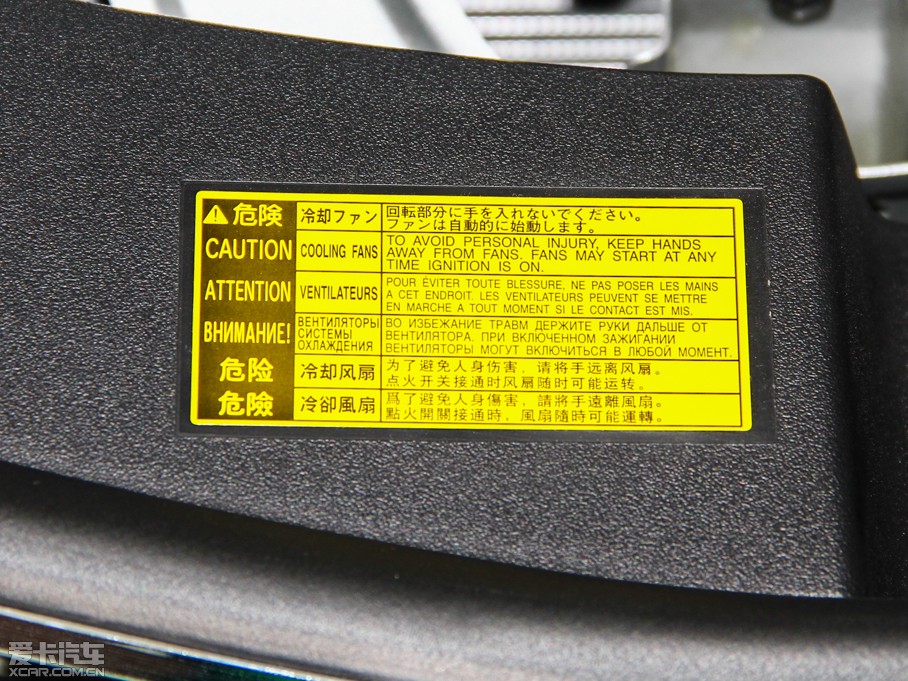 危険 冷却ファン 回転部分に手を入れないでください。
ファンは自動的に始動します。
CAUTION COOLING FANS TO AVOID PERSONAL INJURY, KEEP HANDS
AWAY FROM FANS. FANS MAY START AT ANY
TIME IGNITION IS ON.
ATTENTION VENTILATEURS POUR ÉVITER TOUTE BLESSURE, NE PAS POSER LES MAINS
A CET ENDROIT. LES VENTILATEURS PEUVENT SE METTRE
EN MARCHE A TOUT MOMENT SI LE CONTACT EST MIS.
ВНИМАНИЕ! ВЕНТИЛЯТОРЫ
СИСТЕМЫ
ОХЛАЖДЕНИЯ
ВО ИЗБЕЖАНИЕ ТРАВМ ДЕРЖИТЕ РУКИ ДАЛЬШЕ ОТ
ВЕНТИЛЯТОРА. ПРИ ВКЛЮЧЕННОМ ЗАЖИГАНИИ
ВЕНТИЛЯТОРЫ МОГУТ ВКЛЮЧИТЬСЯ В ЛЮБОЙ МОМЕНТ.
危险 冷却风扇 为了避免人身伤害，请将手远离风扇。
点火开关接通时风扇随时可能运转。
危險 冷卻風扇 爲了避免人身傷害，請將手遠離風扇。
點火開關接通時，風扇隨時可能運轉。
爱卡汽车
XCAR.COM.CN